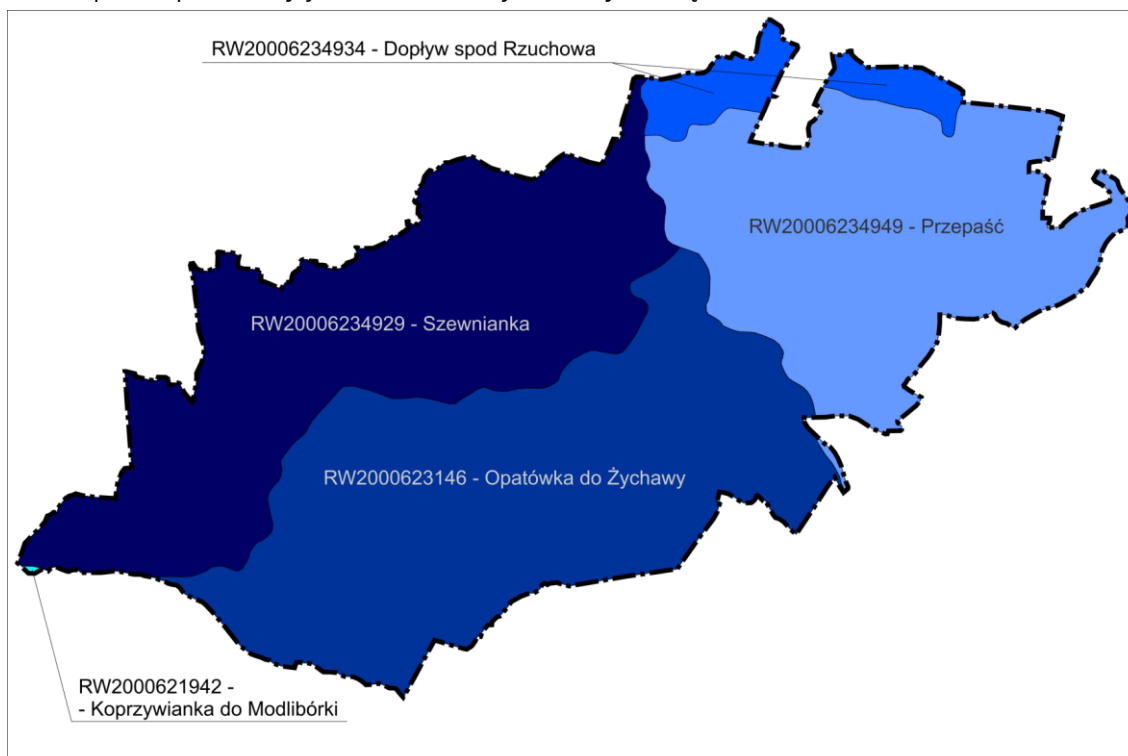 RW20006234934 - Dopływ spod Rzuchowa
RW20006234949 - Przepaść
RW20006234929 - Szewnianka
RW2000623146 - Opatówka do Żychawy
RW2000621942 -
- Koprzywianka do Modlibórki